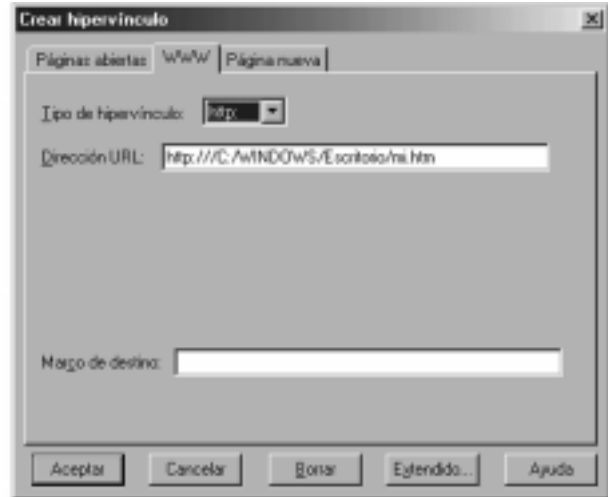 Crear hipervínculo
Páginas abiertas WWW Página nueva
Tipo de hipervínculo: http:
Dirección URL: http:///C:/WINDOWS/Escritorio/mi.htm
Marco de destino:
Aceptar Cancelar Borrar Extendido... Ayuda